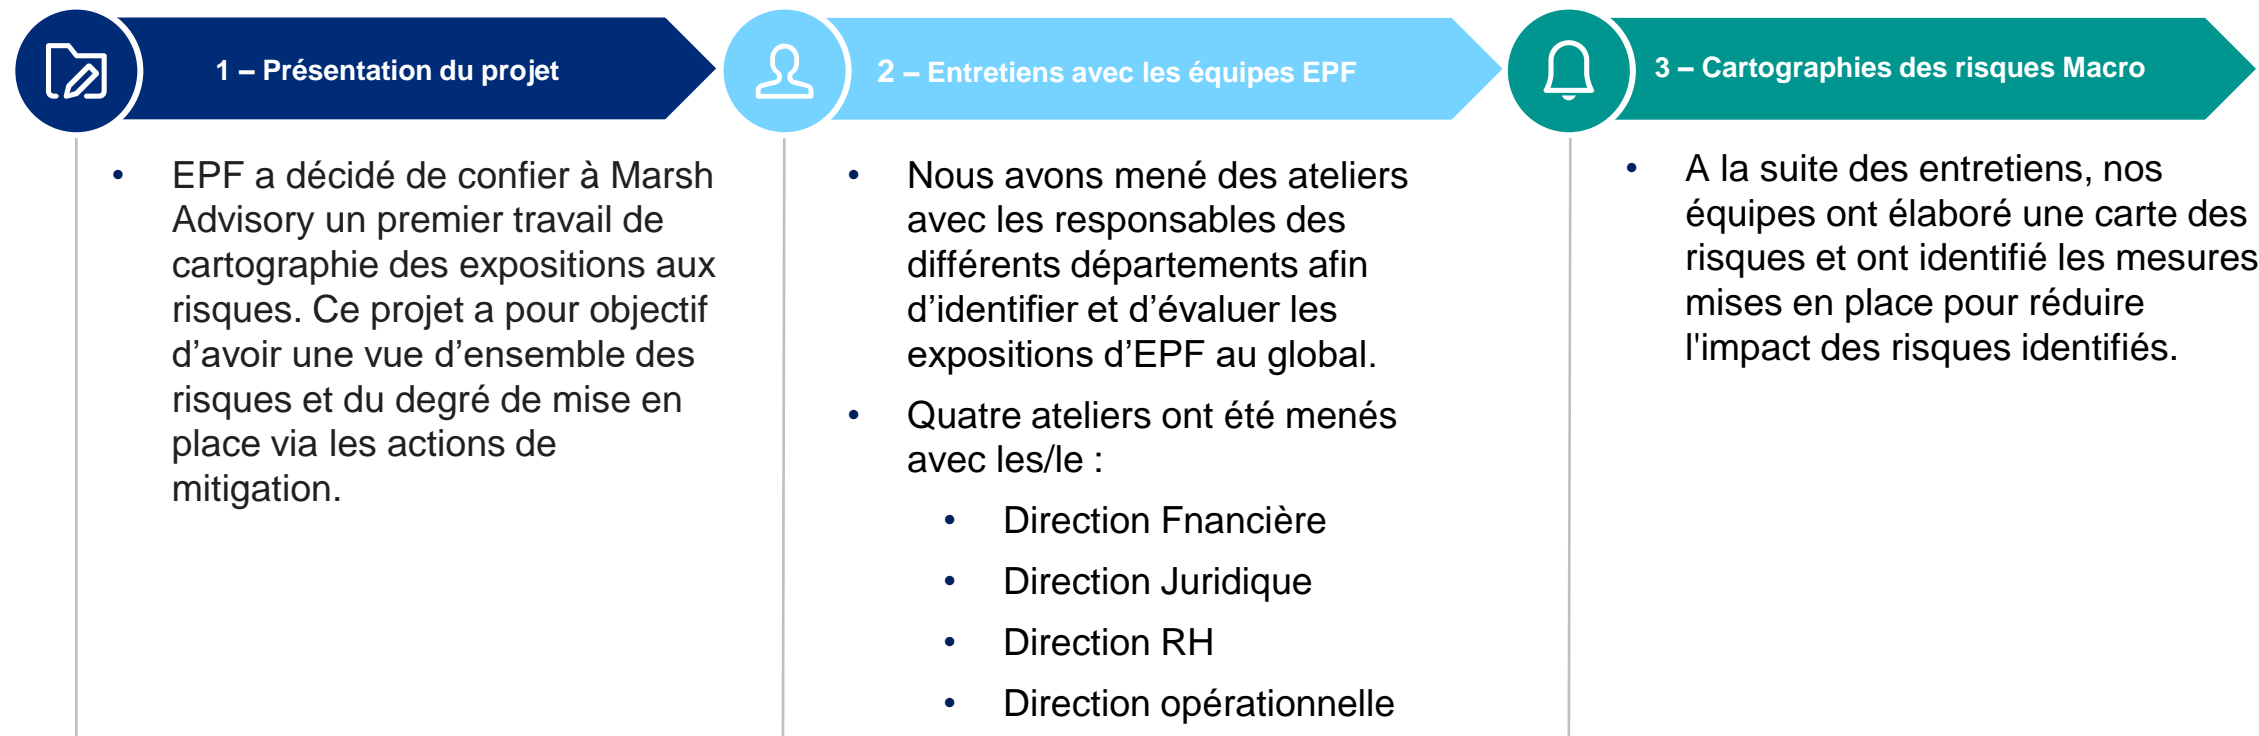 1 – Présentation du projet
• EPF a décidé de confier à Marsh
Advisory un premier travail de
cartographie des expositions aux
risques. Ce projet a pour objectif
d’avoir une vue d’ensemble des
risques et du degré de mise en
place via les actions de
mitigation.
2 – Entretiens avec les équipes EPF
• Nous avons mené des ateliers
avec les responsables des
différents départements afin
d’identifier et d’évaluer les
expositions d’EPF au global.
• Quatre ateliers ont été menés
avec les/le :
• Direction Fnancière
• Direction Juridique
• Direction RH
• Direction opérationnelle
3 – Cartographies des risques Macro
• A la suite des entretiens, nos
équipes ont élaboré une carte des
risques et ont identifié les mesures
mises en place pour réduire
l'impact des risques identifiés.